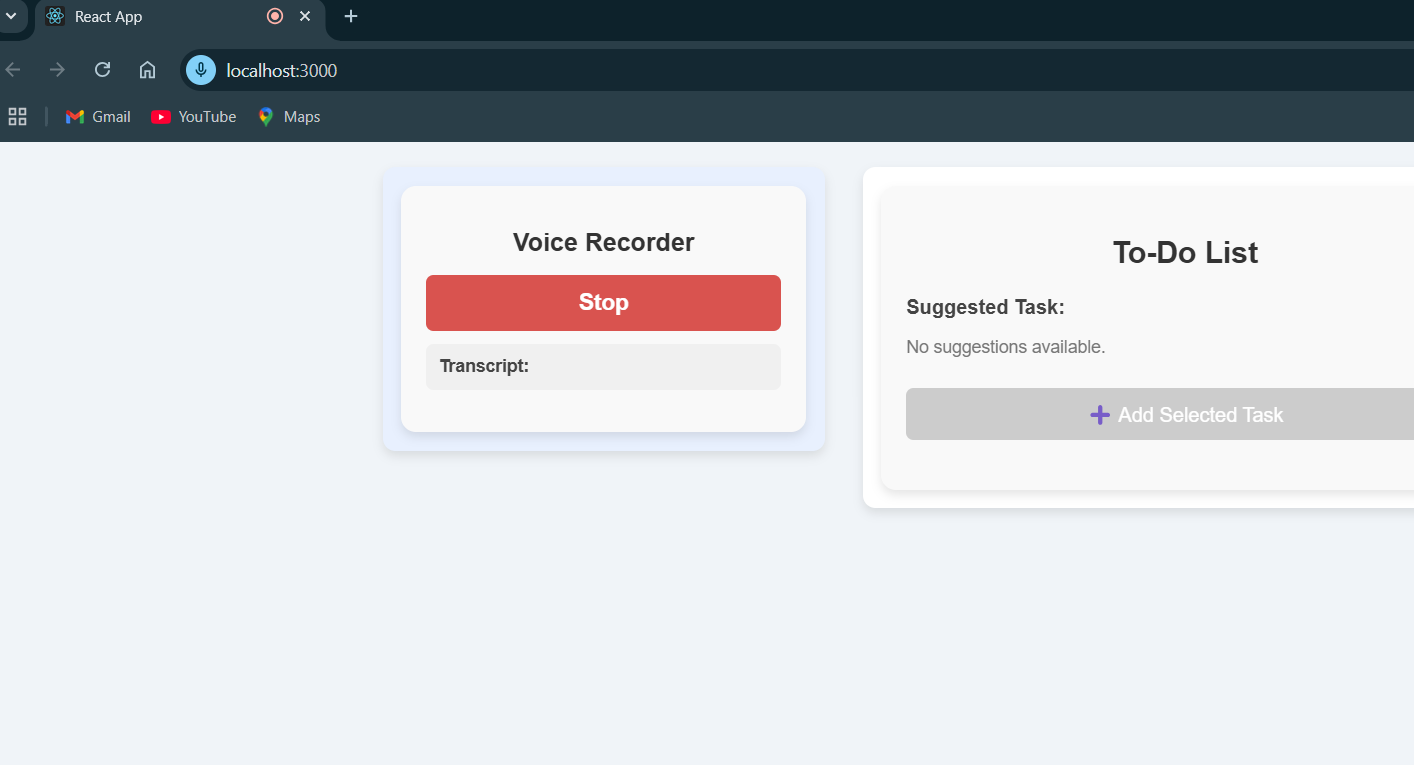 React App
localhost:3000
Gmail YouTube Maps
Voice Recorder
Stop
Transcript:
To-Do List
Suggested Task:
No suggestions available.
Add Selected Task